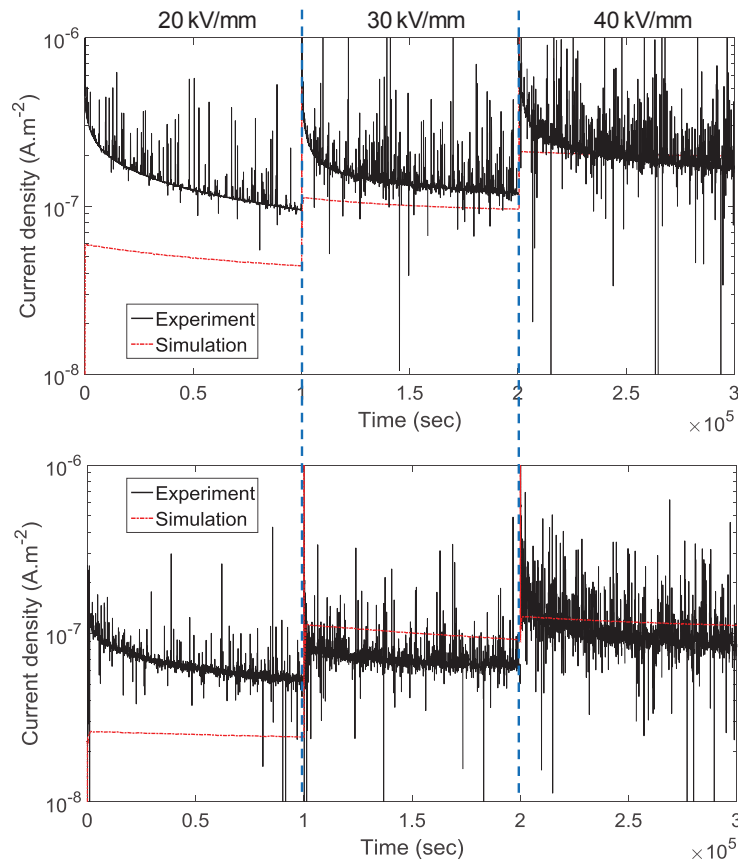 20 kV/mm 30 kV/mm 40 kV/mm
10^-6
10^-7
10^-8
Current density (A.m^-2)
Experiment
Simulation
0 0.5 1 1.5 2 2.5 3
Time (sec)
×10^5
10^-6
10^-7
10^-8
Current density (A.m^-2)
Experiment
Simulation
0 0.5 1 1.5 2 2.5 3
Time (sec)
×10^5